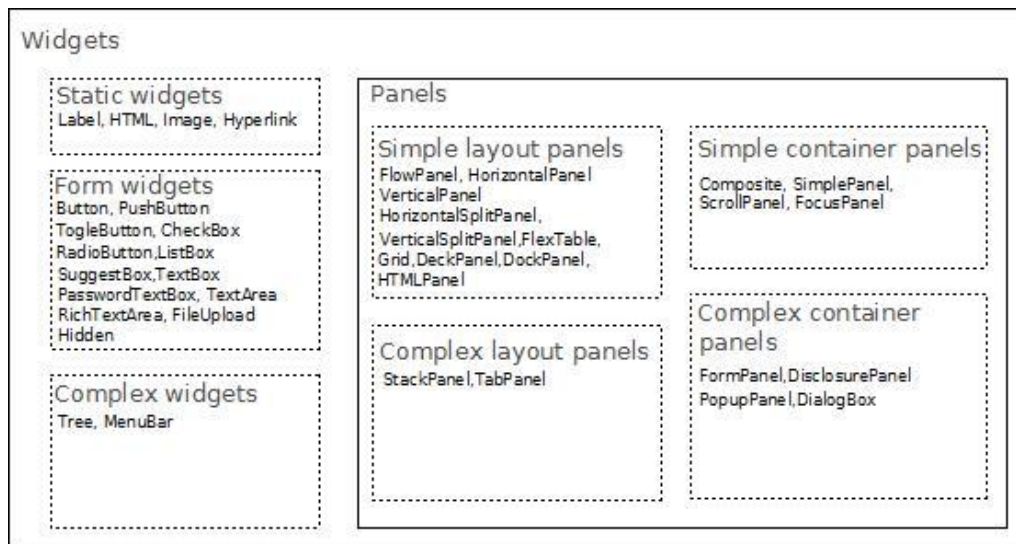 Widgets
Static widgets
Label, HTML, Image, Hyperlink
Form widgets
Button, PushButton
TogleButton, CheckBox
RadioButton,ListBox
SuggestBox,TextBox
PasswordTextBox, TextArea
RichTextArea, FileUpload
Hidden
Complex widgets
Tree, MenuBar
Panels
Simple layout panels
FlowPanel, HorizontalPanel
VerticalPanel
HorizontalSplitPanel,
VerticalSplitPanel,FlexTable,
Grid,DeckPanel,DockPanel,
HTMLPanel
Simple container panels
Composite, SimplePanel,
ScrollPanel, FocusPanel
Complex layout panels
StackPanel,TabPanel
Complex container
panels
FormPanel,DisclosurePanel
PopupPanel,DialogBox